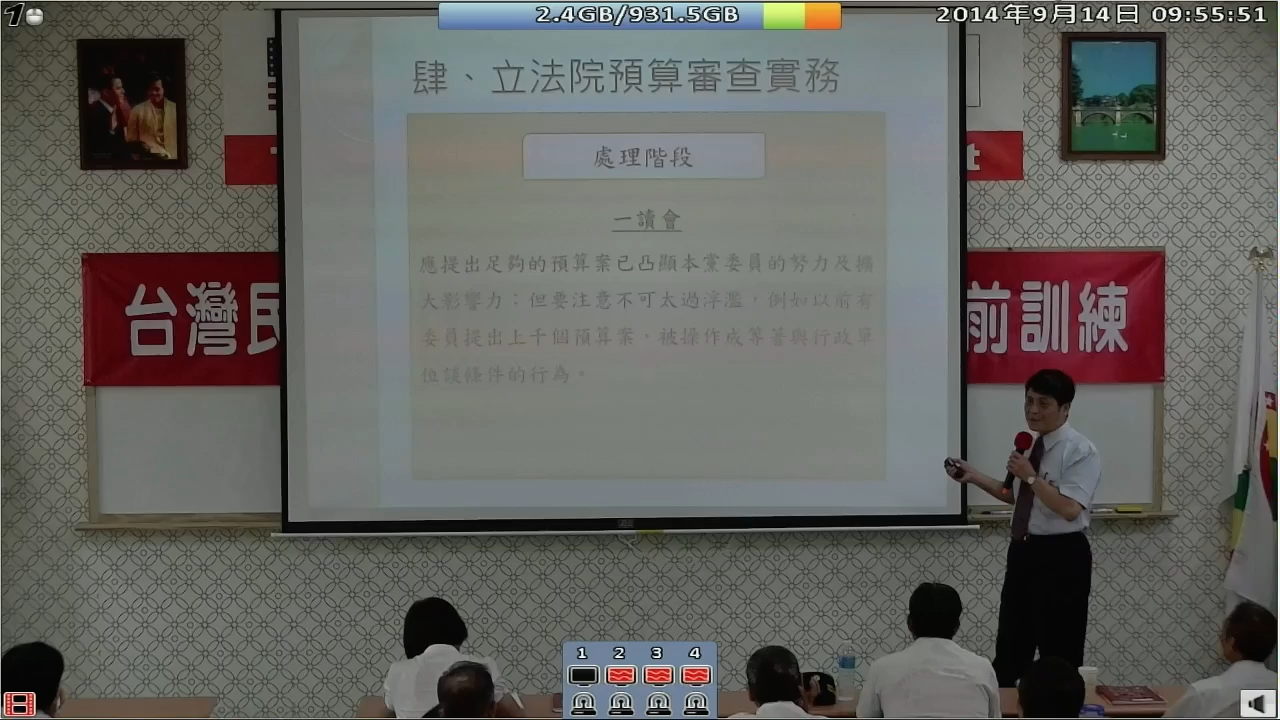 1
2.4GB/931.5GB
2014年9月14日 09:55:51
肆、立法院預算審查實務
處理階段
t
一讀會
應提出足夠的預算案已凸顯本黨委員的努力及擴
大影響力；但要注意不可太過浮濫，例如以前有
委員提出上千個預算案，被操作成等著與行政單
位談條件的行為。
台灣民
前訓練
1 2 3 4